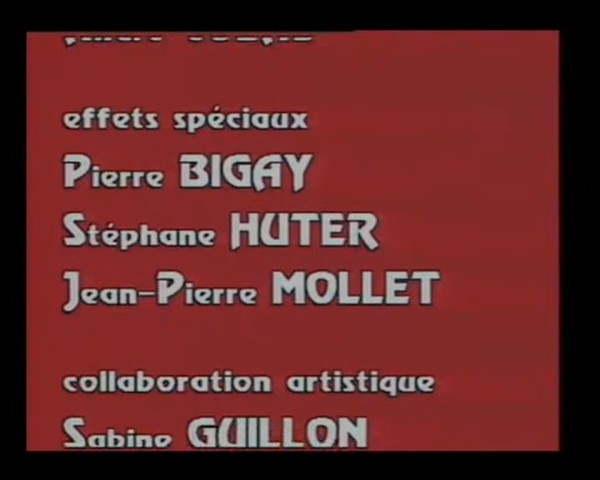 effets spéciaux
Pierre BIGAY
Stéphane HUTER
Jean-Pierre MOLLET
collaboration artistique
Sabine GUILLON